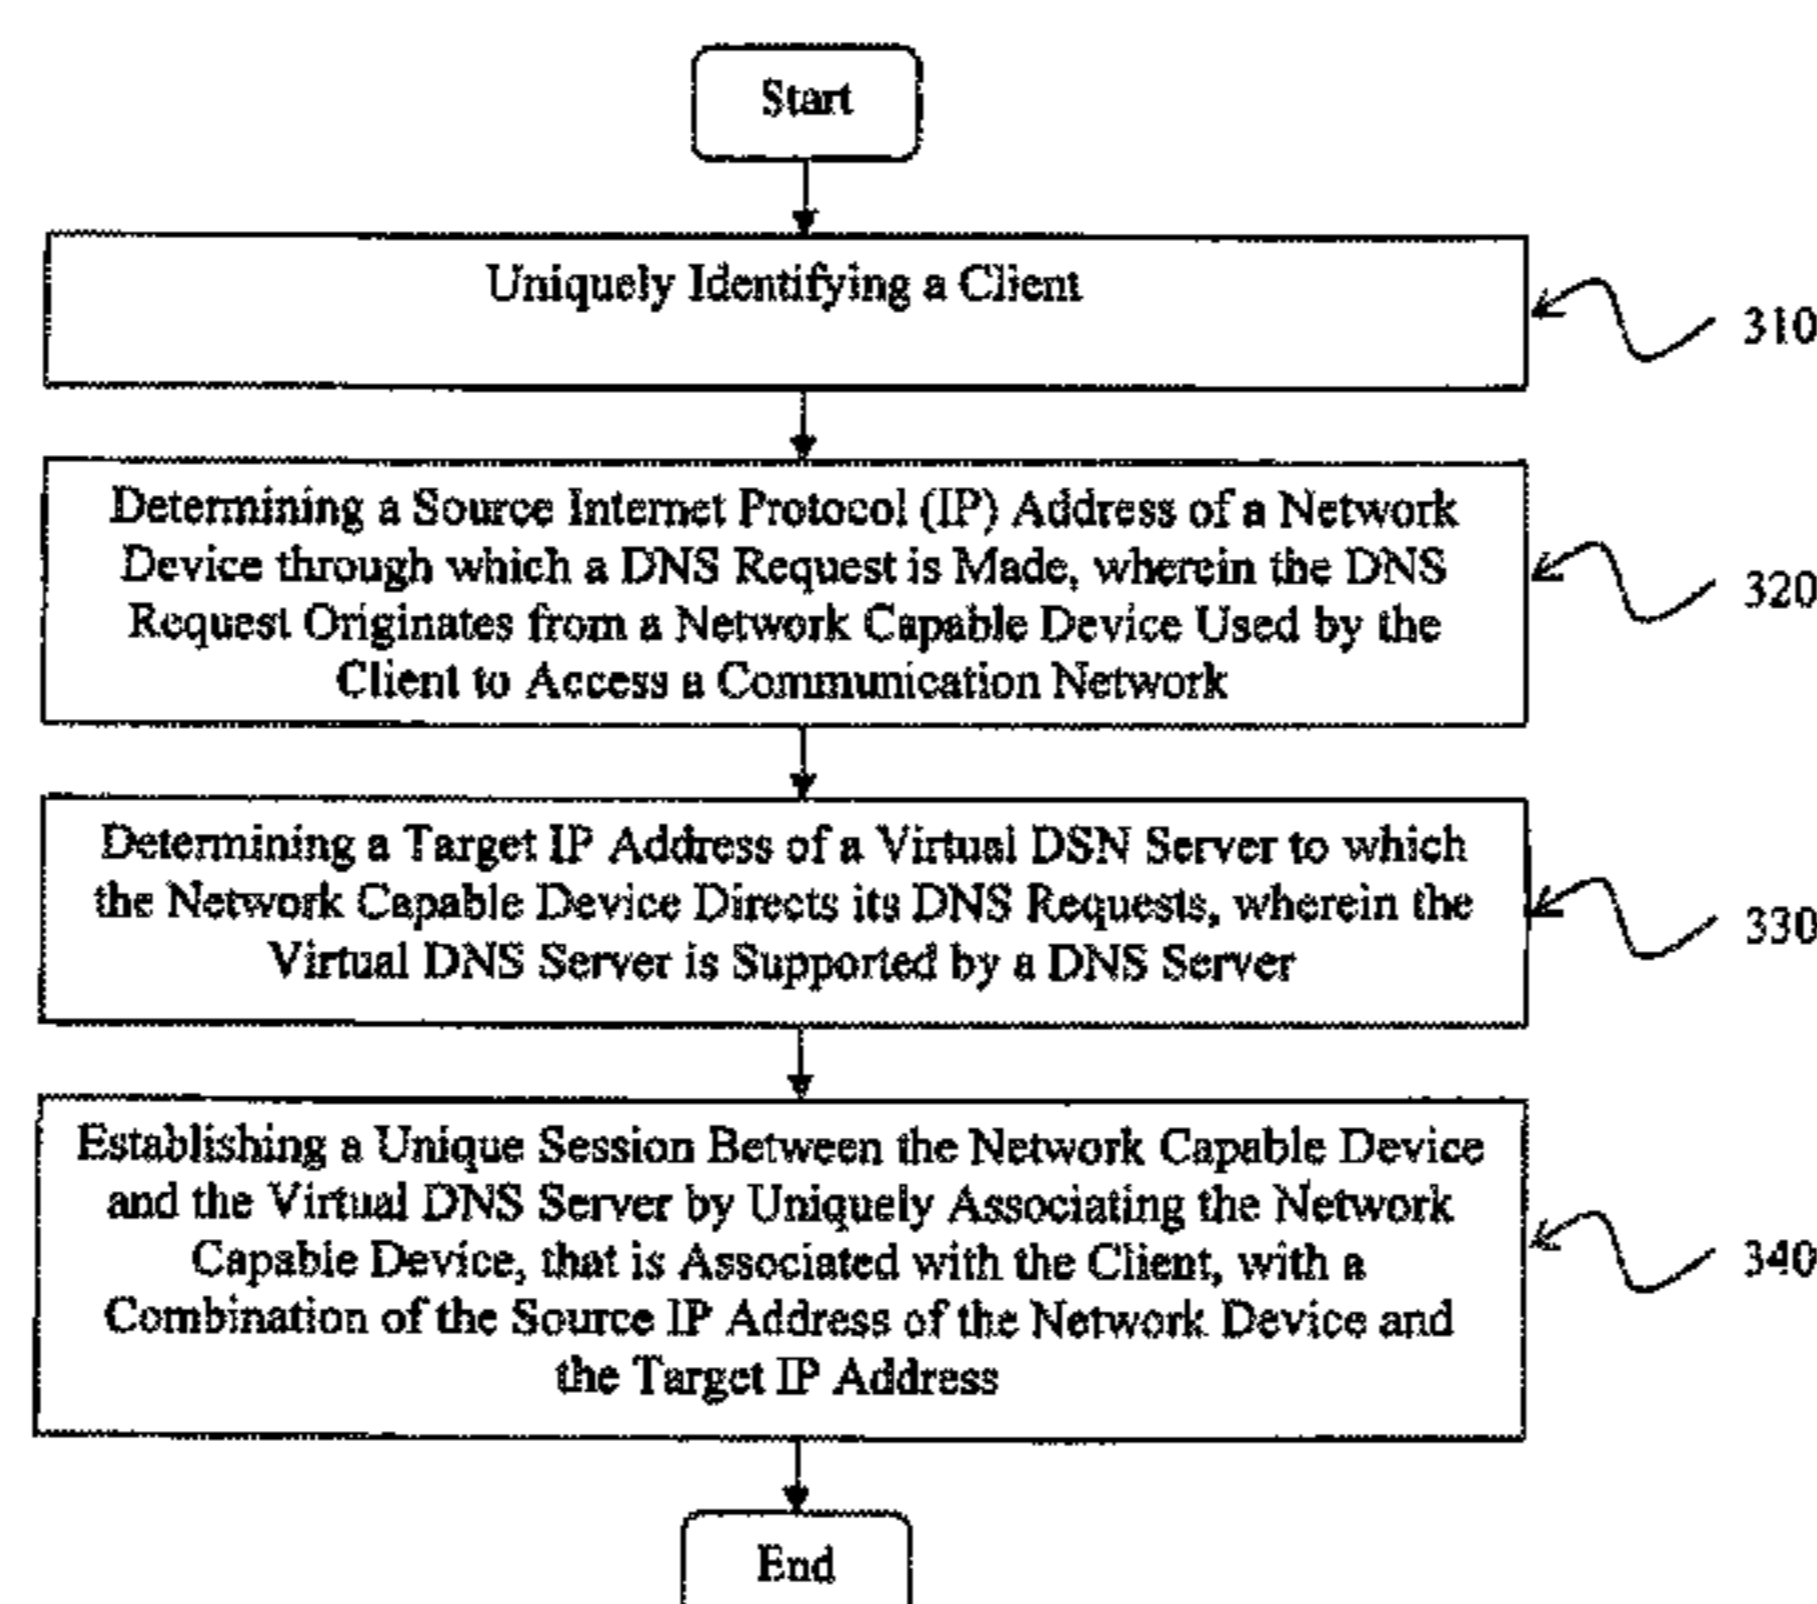 Start
Uniquely Identifying a Client
310
Determining a Source Internet Protocol (IP) Address of a Network
Device through which a DNS Request is Made, wherein the DNS
Request Originates from a Network Capable Device Used by the
Client to Access a Communication Network
320
Determining a Target IP Address of a Virtual DSN Server to which
the Network Capable Device Directs its DNS Requests, wherein the
Virtual DNS Server is Supported by a DNS Server
330
Establishing a Unique Session Between the Network Capable Device
and the Virtual DNS Server by Uniquely Associating the Network
Capable Device, that is Associated with the Client, with a
Combination of the Source IP Address of the Network Device and
the Target IP Address
340
End